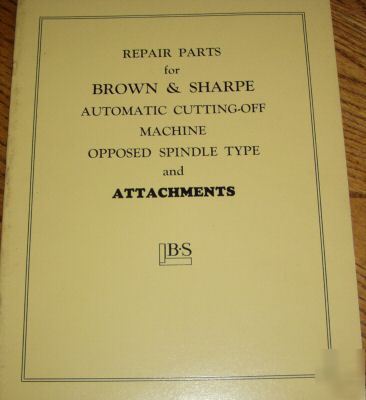 REPAIR PARTS
for
BROWN & SHARPE
AUTOMATIC CUTTING-OFF
MACHINE
OPPOSED SPINDLE TYPE
and
ATTACHMENTS
B·S